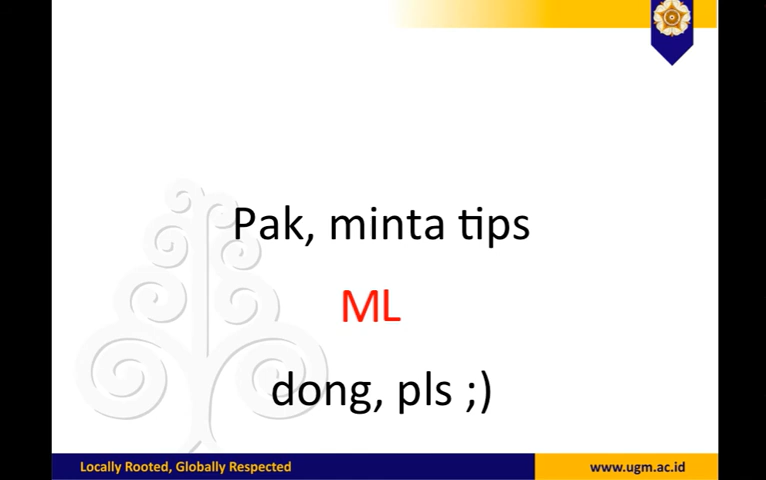 Pak, minta tips
ML
dong, pls ;)
Locally Rooted, Globally Respected
www.ugm.ac.id